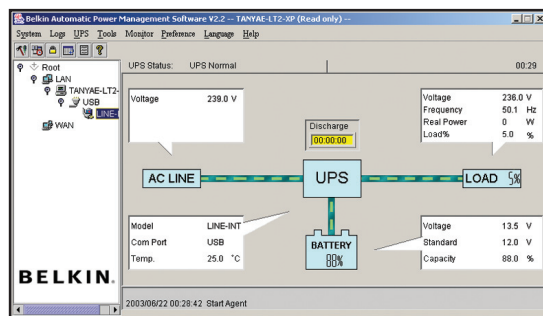 Belkin Automatic Power Management Software V2.2 -- TANYAE-LT2-XP (Read only) --
System Logs UPS Tools Monitor Preference Language Help
Root
LAN
TANYAE-LT2-
USB
LINE-I
WAN
UPS Status: UPS Normal 00:29
Voltage 239.0 V
Discharge
00:00:00
Voltage 236.0 V
Frequency 50.1 Hz
Real Power 0 W
Load% 5.0 %
AC LINE
UPS
LOAD 5%
Model LINE-INT
Com Port USB
Temp. 25.0 °C
BATTERY
88%
Voltage 13.5 V
Standard 12.0 V
Capacity 88.0 %
BELKIN.
2003/06/22 00:28:42 Start Agent